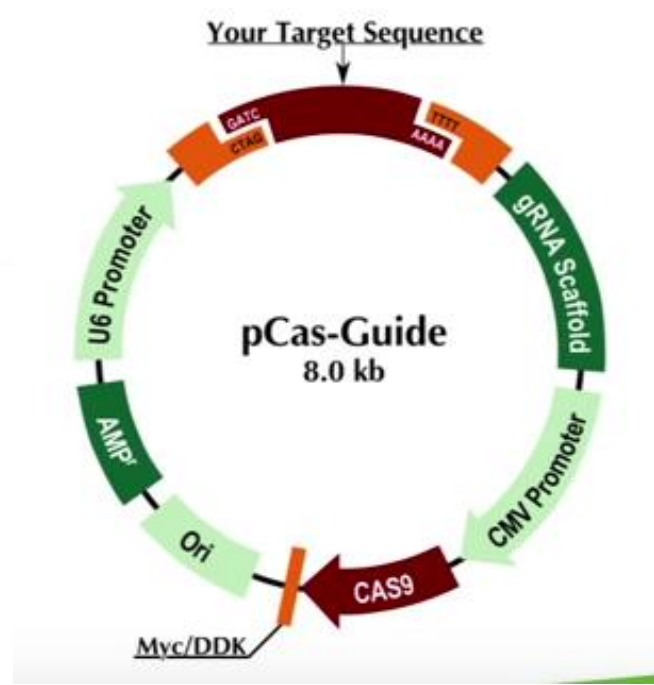 Your Target Sequence
GATC
CTAG
TTTT
AAAA
U6 Promoter
gRNA Scaffold
pCas-Guide
8.0 kb
AMPʳ
CMV Promoter
Ori
CAS9
Myc/DDK